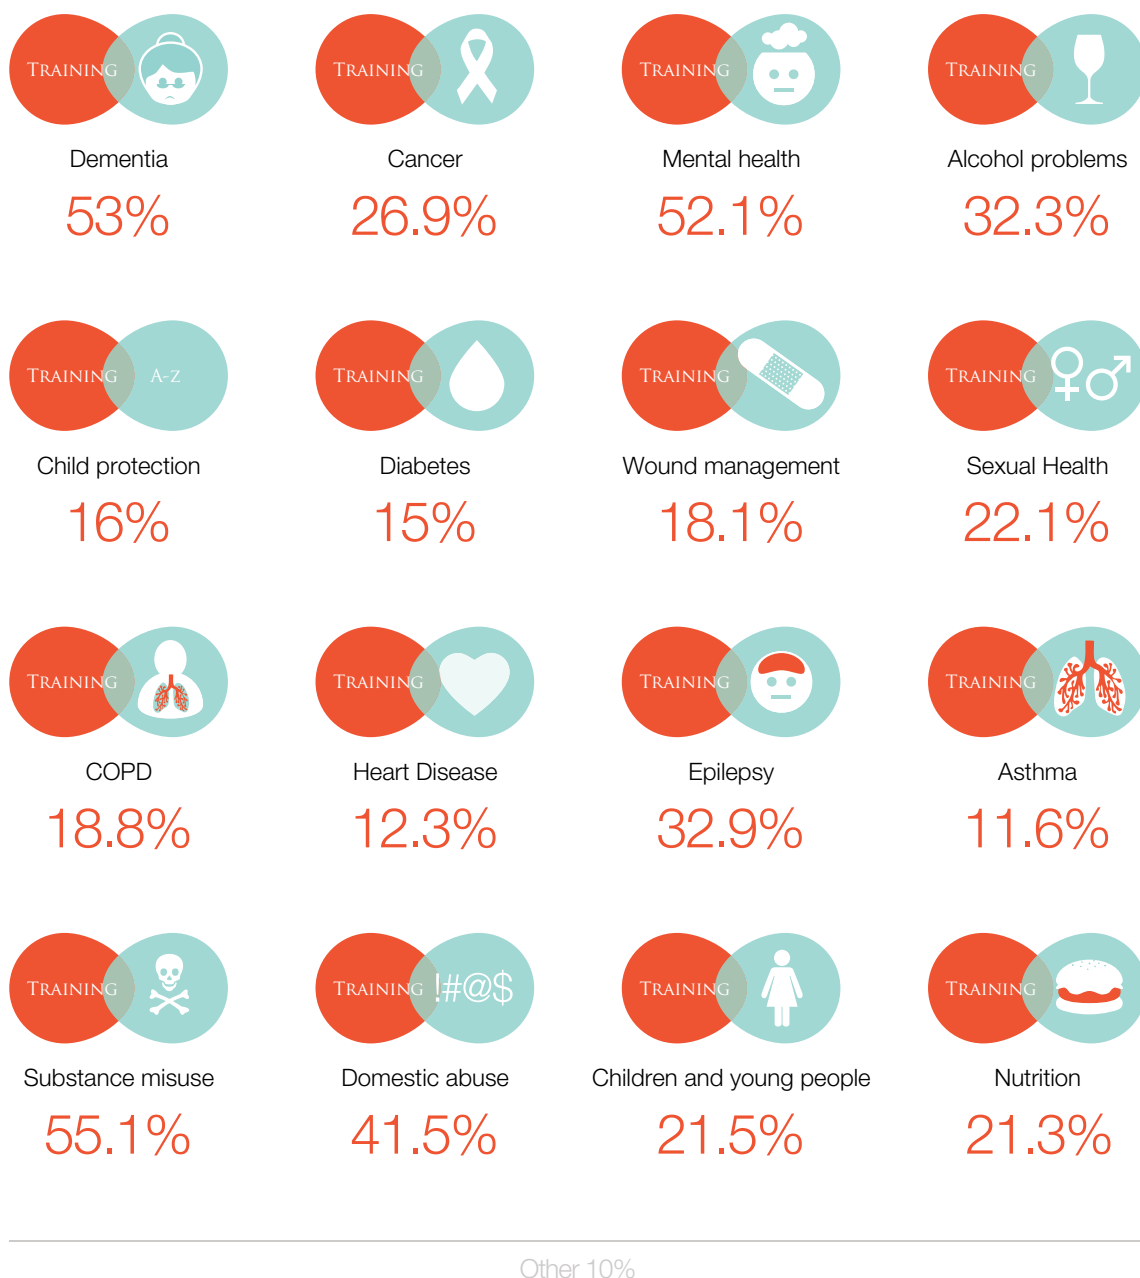 TRAINING TRAINING TRAINING TRAINING
Dementia Cancer Mental health Alcohol problems
53% 26.9% 52.1% 32.3%
TRAINING A-Z TRAINING TRAINING TRAINING
Child protection Diabetes Wound management Sexual Health
16% 15% 18.1% 22.1%
TRAINING TRAINING TRAINING TRAINING
COPD Heart Disease Epilepsy Asthma
18.8% 12.3% 32.9% 11.6%
TRAINING TRAINING !#@$ TRAINING TRAINING
Substance misuse Domestic abuse Children and young people Nutrition
55.1% 41.5% 21.5% 21.3%
Other 10%